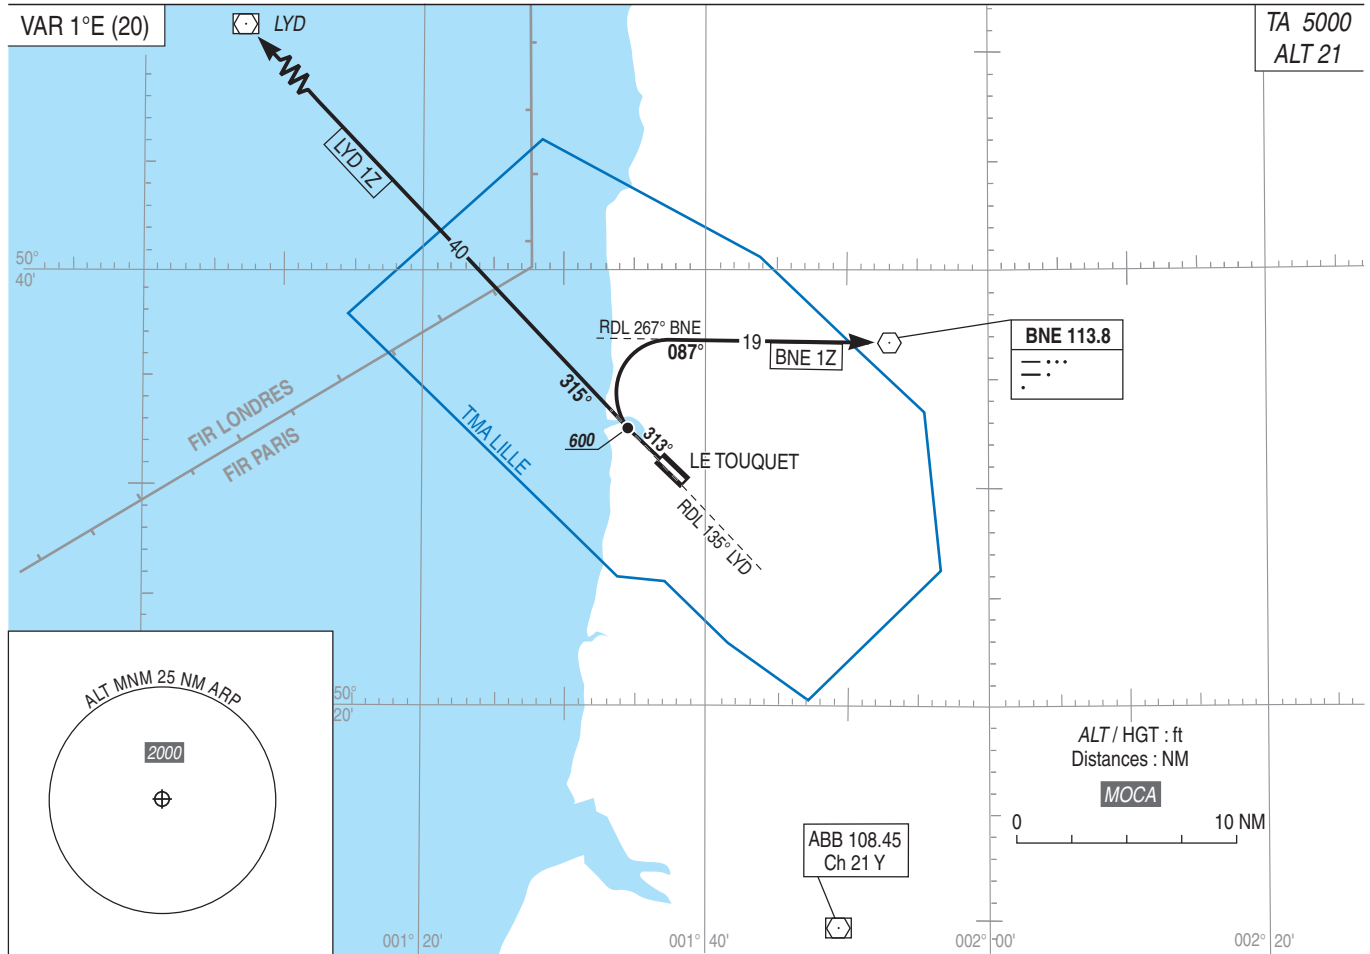 VAR 1°E (20)
LYD
TA 5000
ALT 21
LYD 1Z
40
50°
40'
RDL 267° BNE
087°
19
BNE 1Z
BNE 113.8
315°
600
313°
LE TOUQUET
RDL 135° LYD
FIR LONDRES
FIR PARIS
TMA LILLE
ALT MNM 25 NM ARP
2000
50°
20'
ALT / HGT : ft
Distances : NM
MOCA
0 10 NM
ABB 108.45
Ch 21 Y
001° 20'
001° 40'
002° 00'
002° 20'